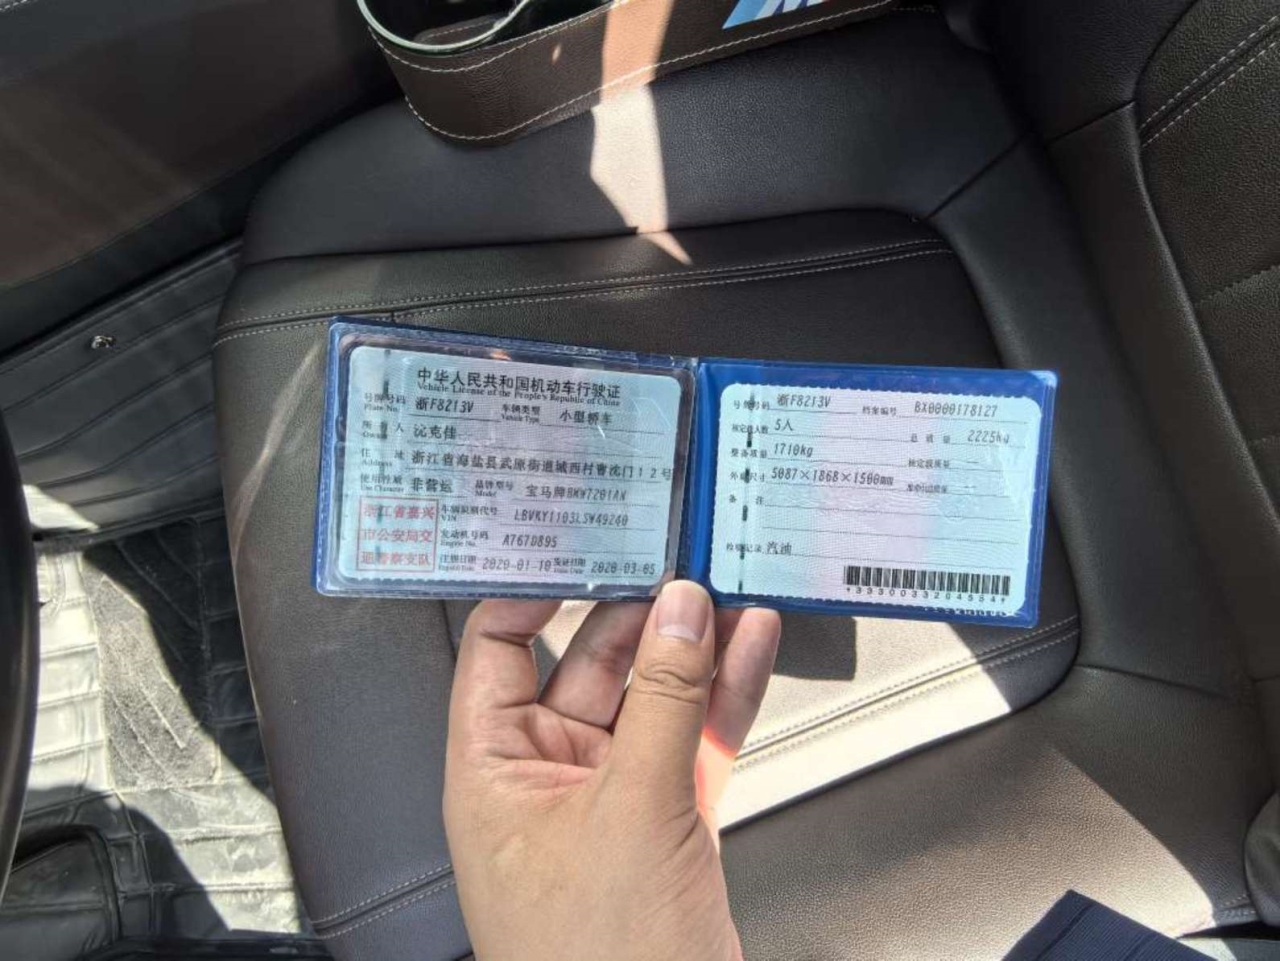 中华人民共和国机动车行驶证
Vehicle License of the People's Republic of China
号牌号码 浙F8213V 车辆类型 小型轿车
Plate No. Vehicle Type
所有人 沈克佳
Owner
住址 浙江省海盐县武原街道城西村曹沈门112号
Address
使用性质 非营运 品牌型号 宝马牌BMW7201AM
Use Character Model
浙江省嘉兴
市公安局交
通警察支队
车辆识别代号
VIN
发动机号码 A767D895
Engine No.
注册日期 2020-01-10 发证日期 2020-03-05
Register Date Issue Date
号牌号码 浙F8213V 档案编号 BX0000178127
核定载人数 5人 总质量 2225kg
整备质量 1710kg 核定载质量
外廓尺寸 5087×1868×1500mm
备注
检验记录 汽油